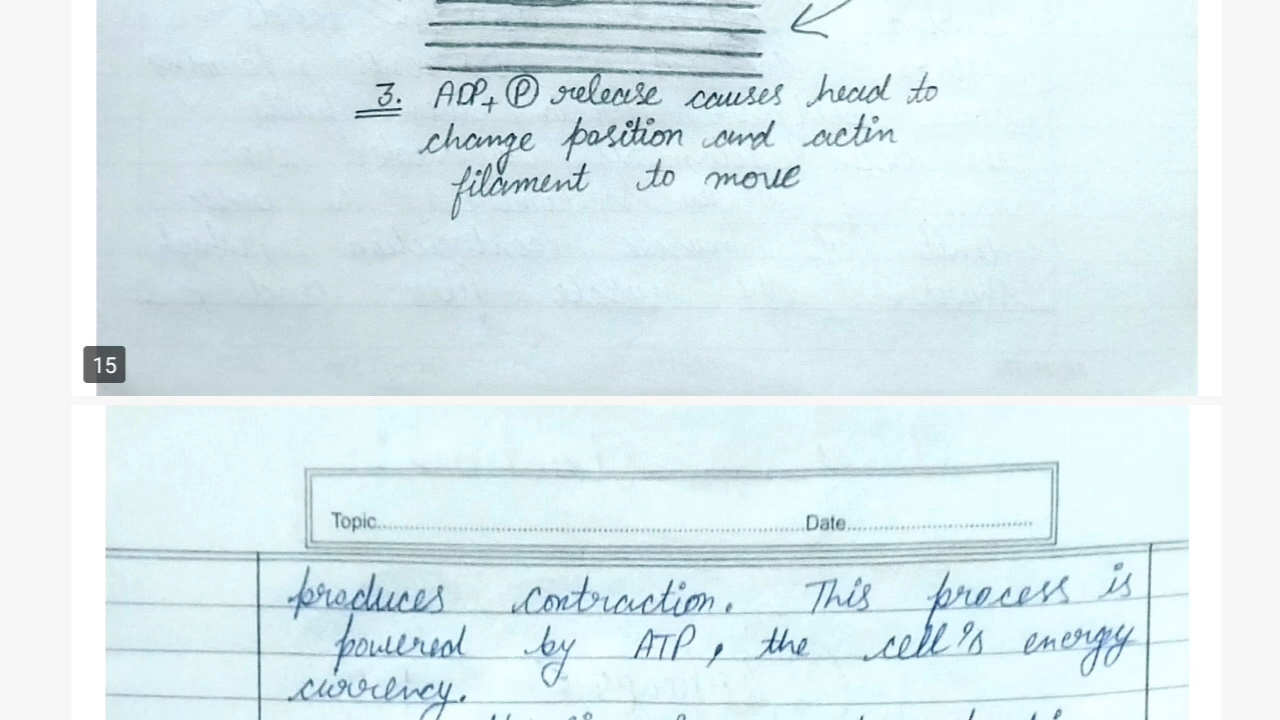 3. ADP+ Ⓟ release causes head to
change position and actin
filament to move
15
Topic Date
produces contraction. This process is
powered by ATP, the cell's energy
currency.